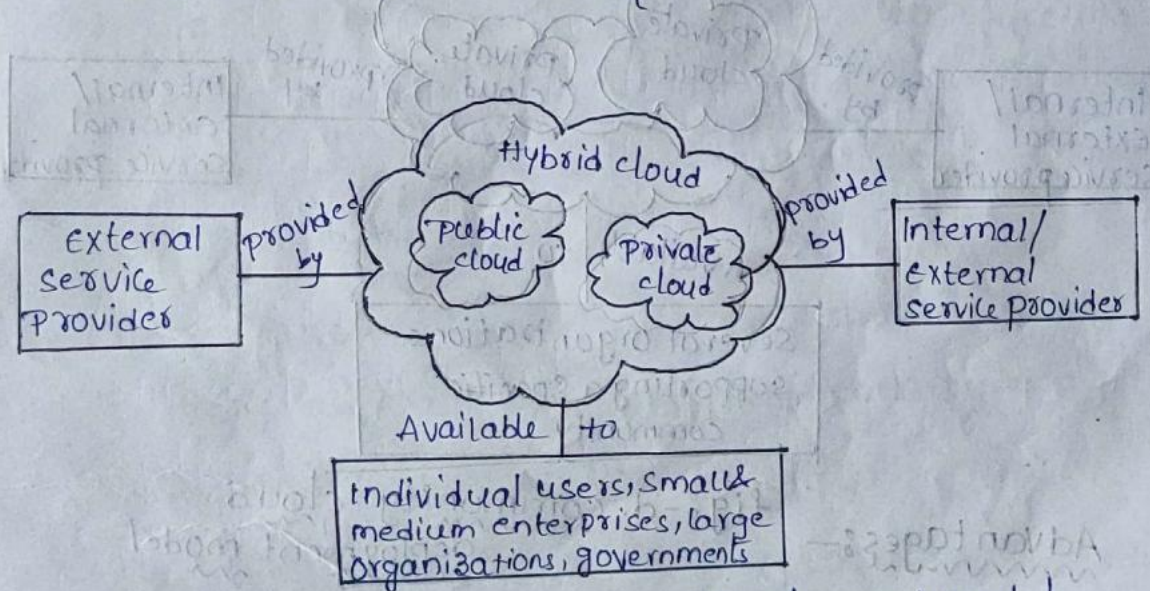 Hybrid cloud
public
cloud
private
cloud
External
service
Provider
provided
by
provided
by
Internal/
External
service provider
Available to
Individual users, small &
medium enterprises, large
organizations, governments